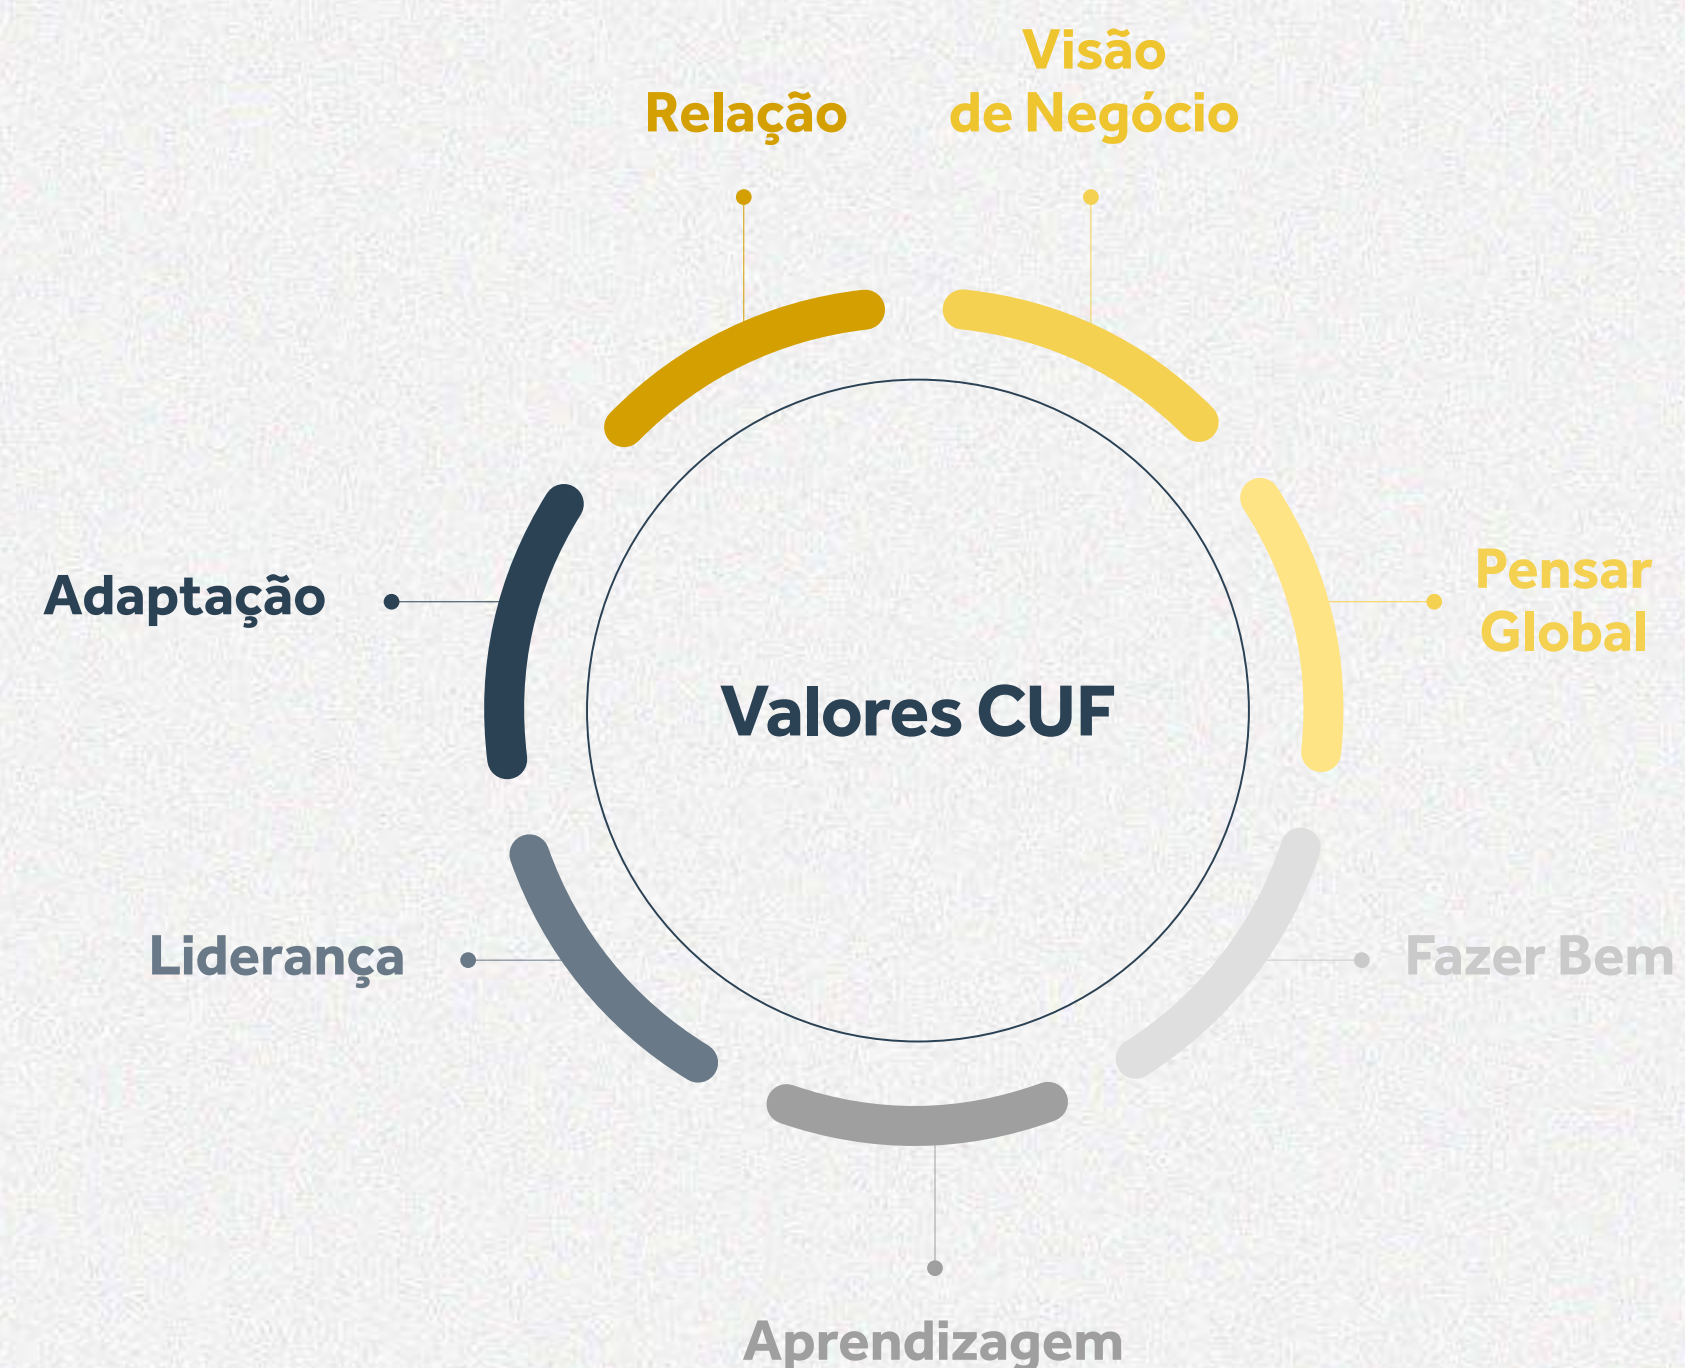 Visão
de Negócio
Relação
Pensar
Global
Adaptação
Valores CUF
Liderança
Fazer Bem
Aprendizagem